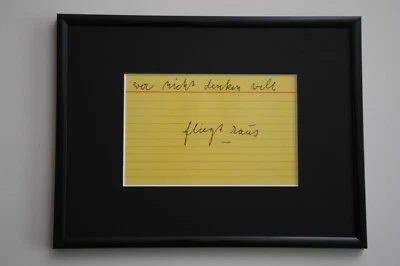 wer nicht denken will
fliegt raus